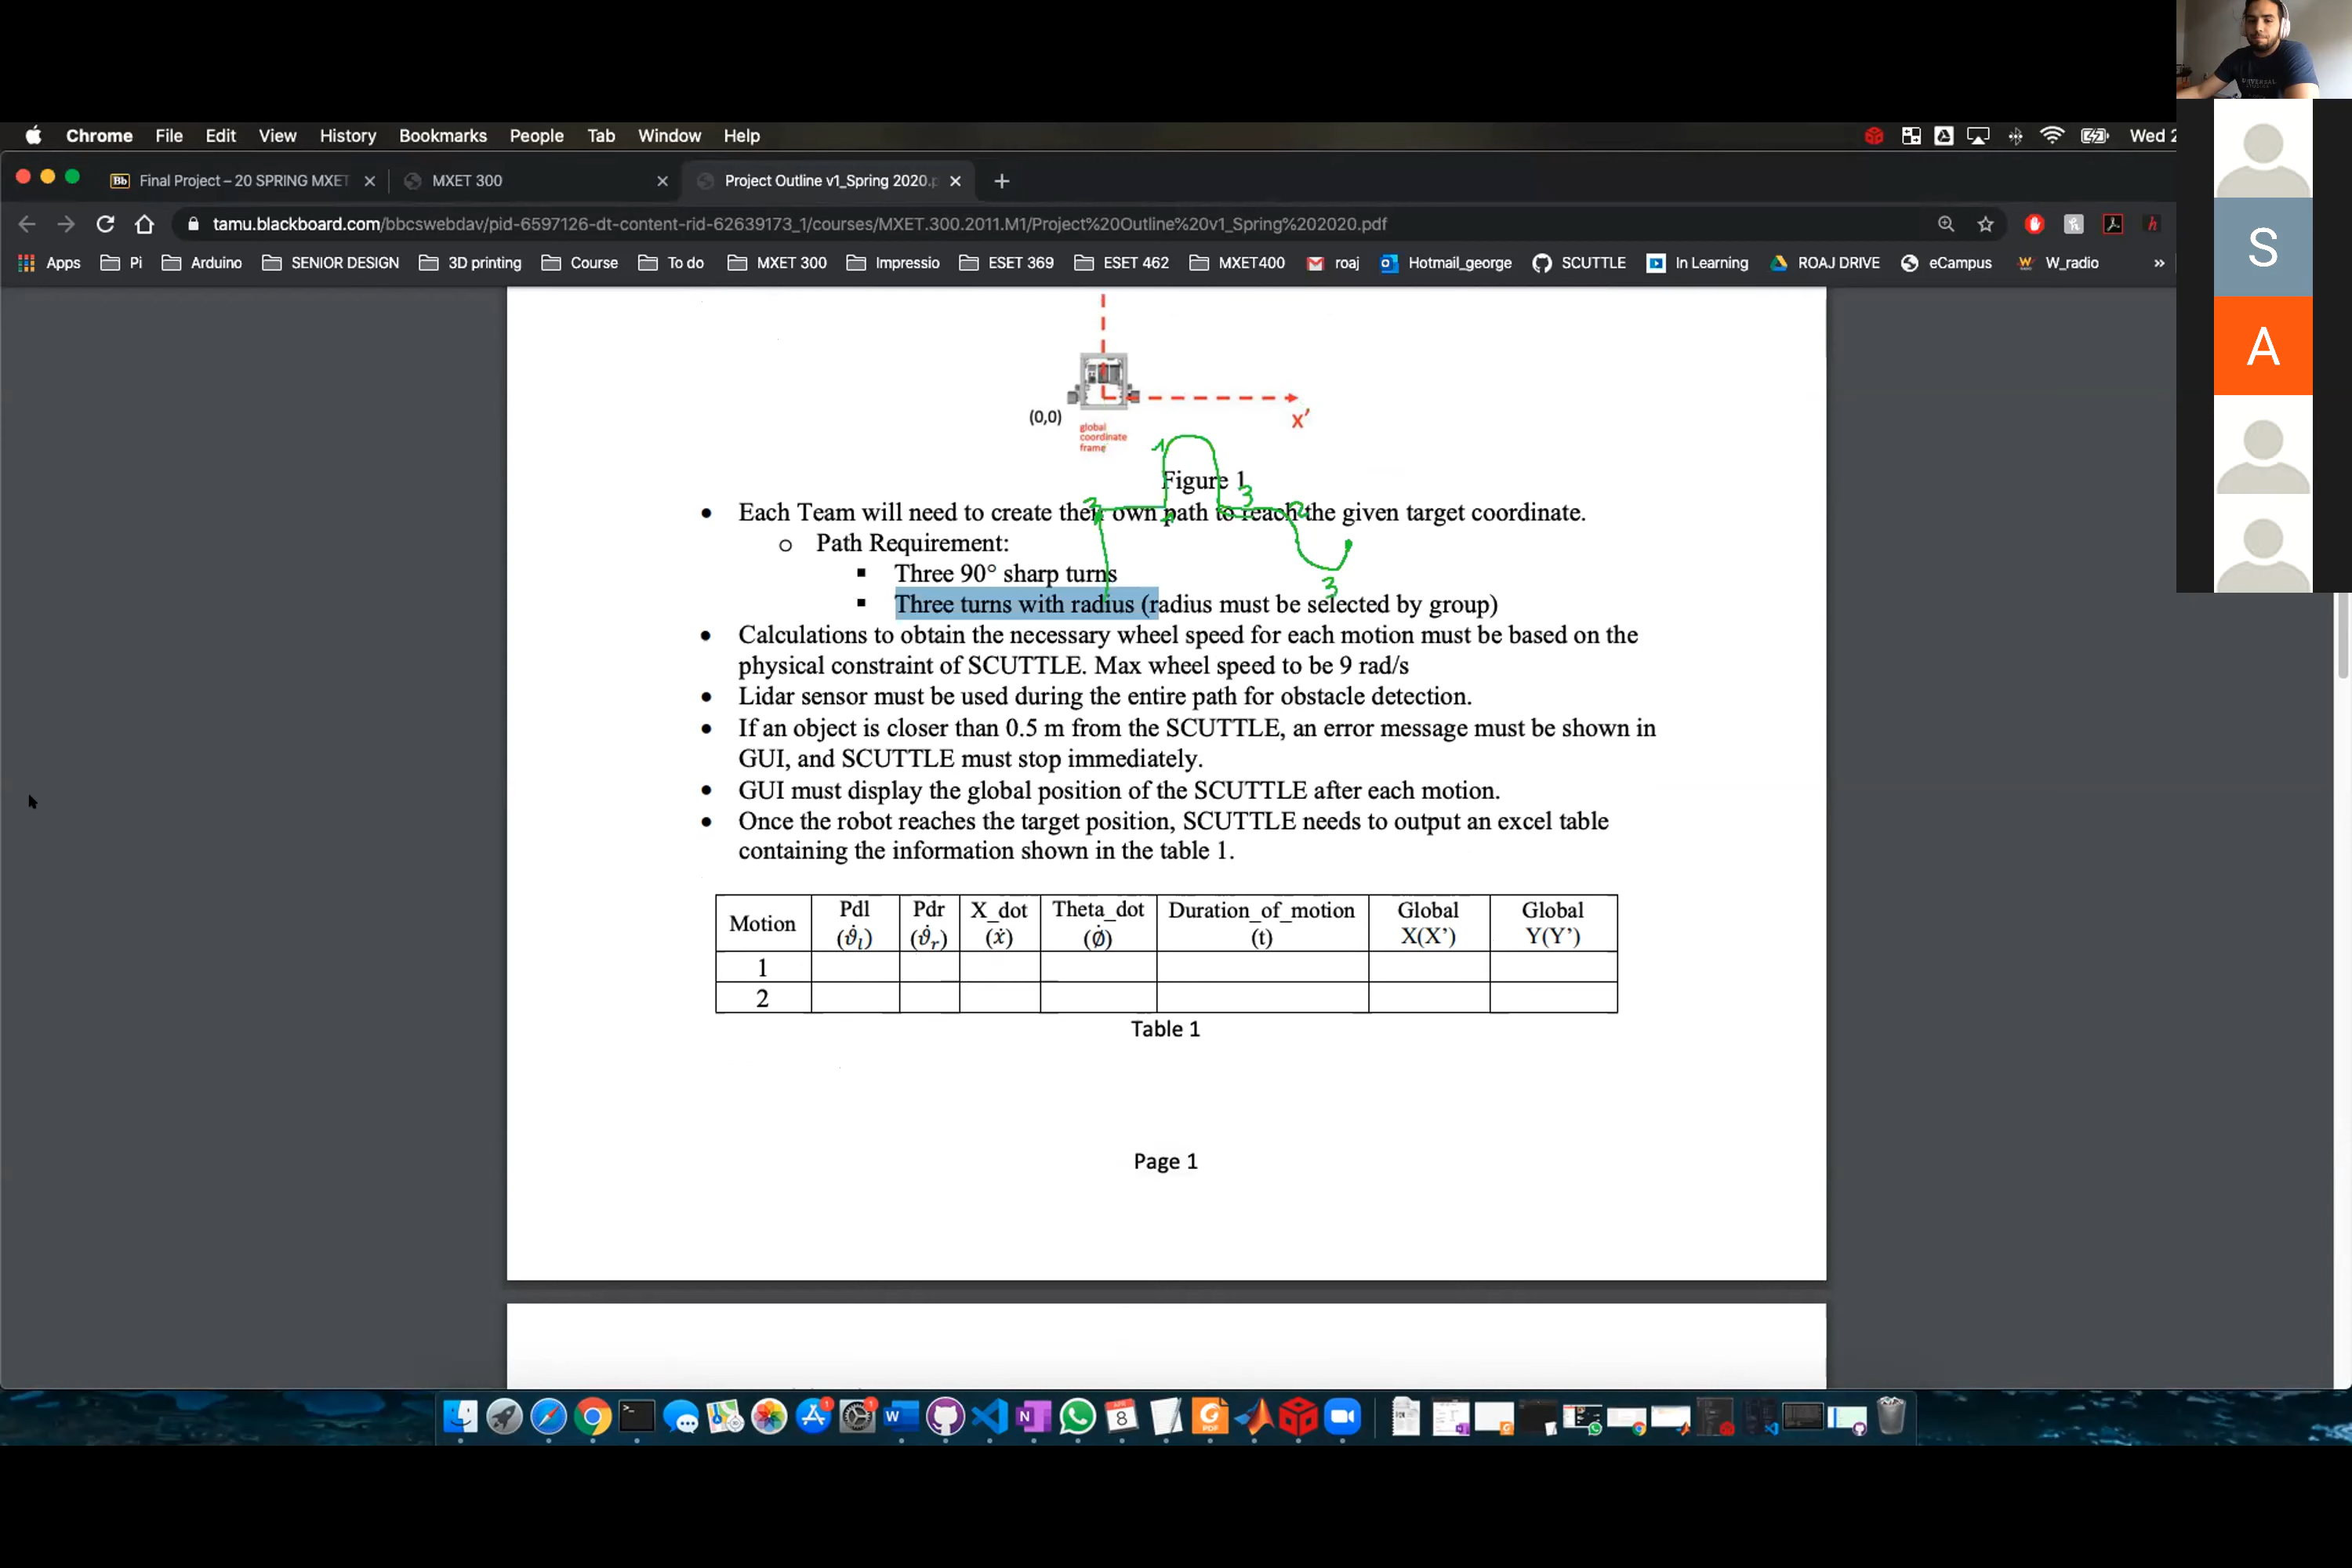 Chrome File Edit View History Bookmarks People Tab Window Help Wed 2
Bb Final Project – 20 SPRING MXET MXET 300 Project Outline v1_Spring 2020.p
tamu.blackboard.com/bbcswebdav/pid-6597126-dt-content-rid-62639173_1/courses/MXET.300.2011.M1/Project%20Outline%20v1_Spring%202020.pdf
Apps Pi Arduino SENIOR DESIGN 3D printing Course To do MXET 300 Impressio ESET 369 ESET 462 MXET400 roaj Hotmail_george SCUTTLE In Learning ROAJ DRIVE eCampus W_radio »
S
A
(0,0)
X’
global
coordinate
frame
1
Figure 1
3
2
3
• Each Team will need to create their own path to reach the given target coordinate.
o Path Requirement:
▪ Three 90° sharp turns
3
▪ Three turns with radius (radius must be selected by group)
• Calculations to obtain the necessary wheel speed for each motion must be based on the
physical constraint of SCUTTLE. Max wheel speed to be 9 rad/s
• Lidar sensor must be used during the entire path for obstacle detection.
• If an object is closer than 0.5 m from the SCUTTLE, an error message must be shown in
GUI, and SCUTTLE must stop immediately.
• GUI must display the global position of the SCUTTLE after each motion.
• Once the robot reaches the target position, SCUTTLE needs to output an excel table
containing the information shown in the table 1.
Motion Pdl (ϑ̇l) Pdr (ϑ̇r) X_dot (ẋ) Theta_dot (∅̇) Duration_of_motion (t) Global X(X’) Global Y(Y’)
1
2
Table 1
Page 1
8